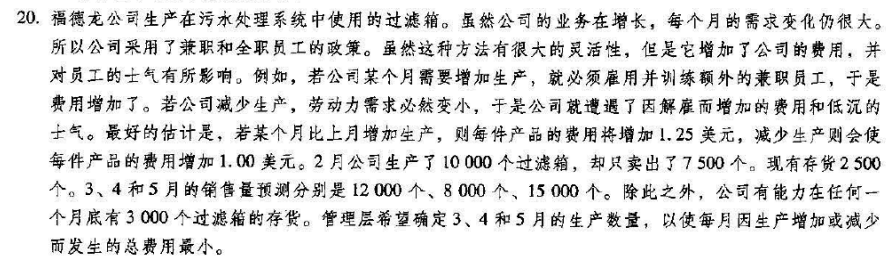 20. 福德龙公司生产在污水处理系统中使用的过滤箱。虽然公司的业务在增长，每个月的需求变化仍很大。
所以公司采用了兼职和全职员工的政策。虽然这种方法有很大的灵活性，但是它增加了公司的费用，并
对员工的士气有所影响。例如，若公司某个月需要增加生产，就必须雇用并训练额外的兼职员工，于是
费用增加了。若公司减少生产，劳动力需求必然变小，于是公司就遭遇了因解雇而增加的费用和低沉的
士气。最好的估计是，若某个月比上月增加生产，则每件产品的费用将增加 1.25 美元，减少生产则会使
每件产品的费用增加 1.00 美元。2 月公司生产了 10 000 个过滤箱，却只卖出了 7 500 个。现有存货 2 500
个。3、4 和 5 月的销售量预测分别是 12 000 个、8 000 个、15 000 个。除此之外，公司有能力在任何一
个月底有 3 000 个过滤箱的存货。管理层希望确定 3、4 和 5 月的生产数量，以使每月因生产增加或减少
而发生的总费用最小。